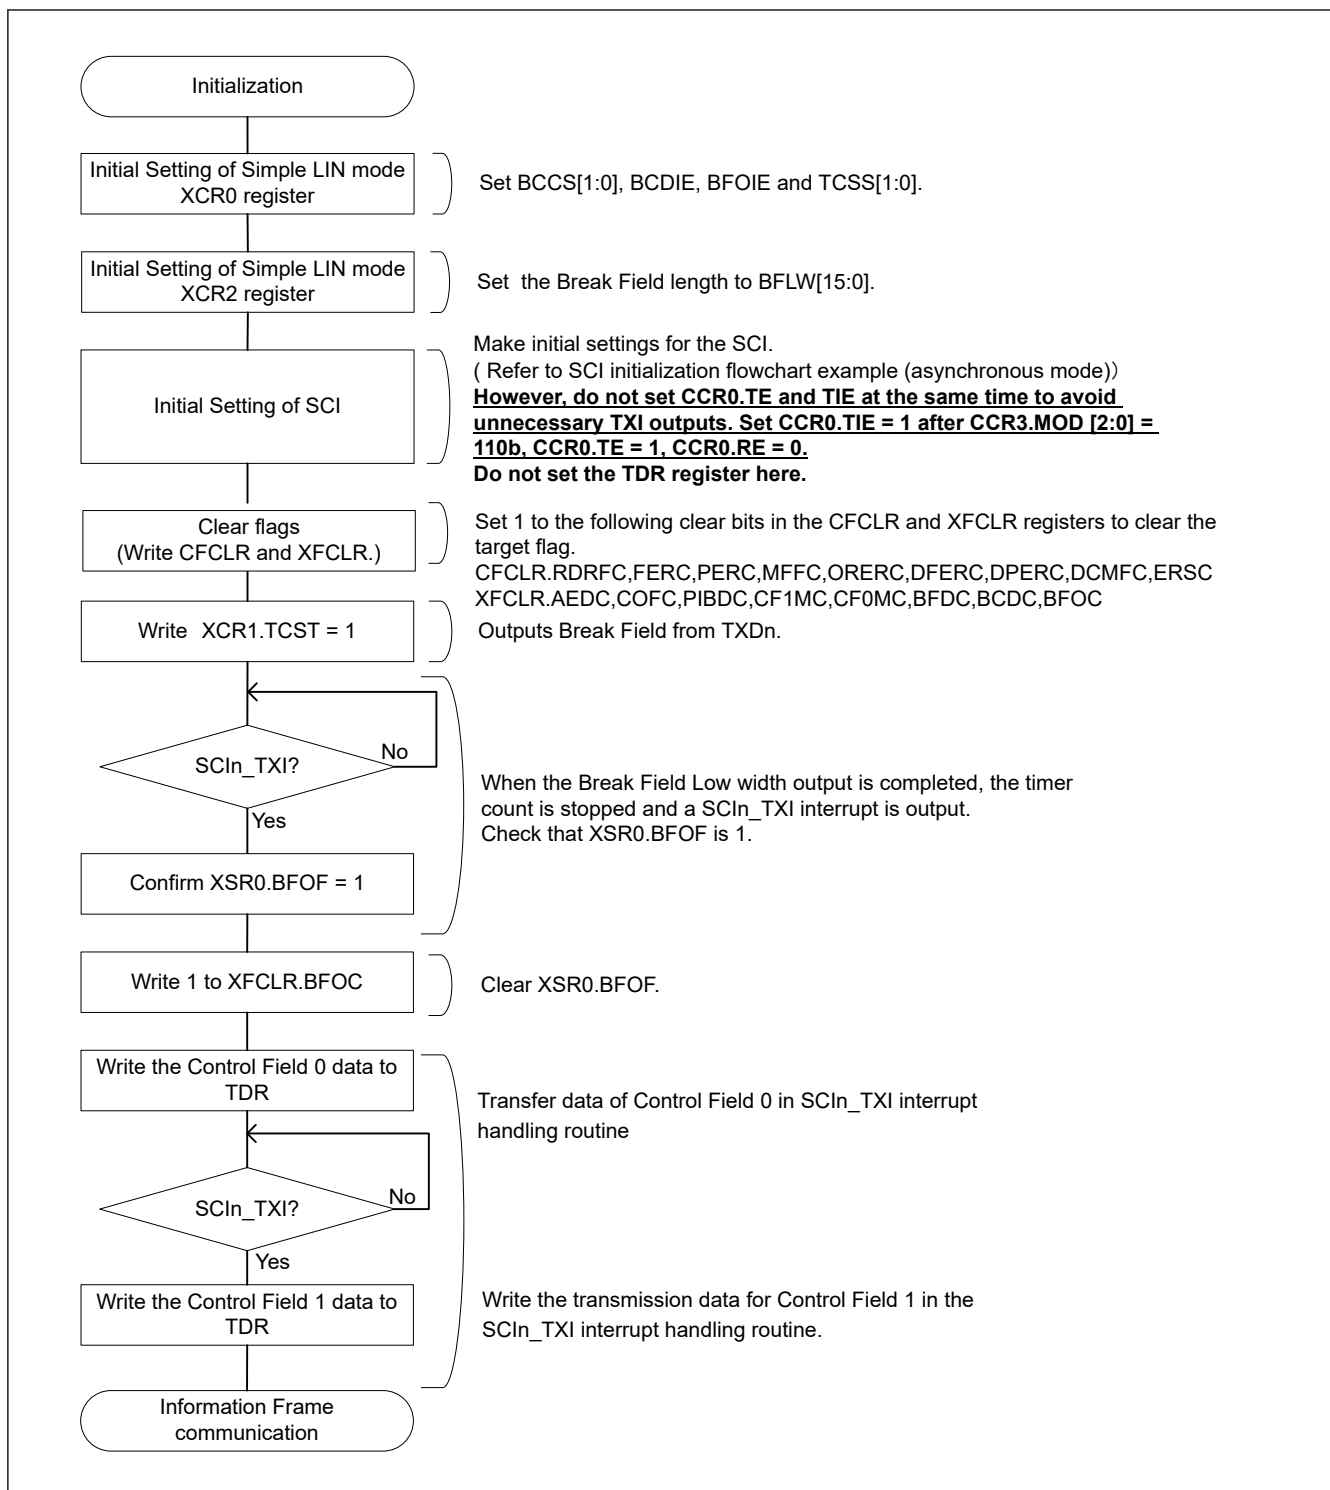 Initialization
Initial Setting of Simple LIN mode
XCR0 register
Set BCCS[1:0], BCDIE, BFOIE and TCSS[1:0].
Initial Setting of Simple LIN mode
XCR2 register
Set  the Break Field length to BFLW[15:0].
Initial Setting of SCI
Make initial settings for the SCI.
( Refer to SCI initialization flowchart example (asynchronous mode)）
However, do not set CCR0.TE and TIE at the same time to avoid
unnecessary TXI outputs. Set CCR0.TIE = 1 after CCR3.MOD [2:0] =
110b, CCR0.TE = 1, CCR0.RE = 0.
Do not set the TDR register here.
Clear flags
(Write CFCLR and XFCLR.)
Set 1 to the following clear bits in the CFCLR and XFCLR registers to clear the
target flag.
CFCLR.RDRFC,FERC,PERC,MFFC,ORERC,DFERC,DPERC,DCMFC,ERSC
XFCLR.AEDC,COFC,PIBDC,CF1MC,CF0MC,BFDC,BCDC,BFOC
Write  XCR1.TCST = 1
Outputs Break Field from TXDn.
SCIn_TXI?
No
Yes
When the Break Field Low width output is completed, the timer
count is stopped and a SCIn_TXI interrupt is output.
Check that XSR0.BFOF is 1.
Confirm XSR0.BFOF = 1
Write 1 to XFCLR.BFOC
Clear XSR0.BFOF.
Write the Control Field 0 data to
TDR
Transfer data of Control Field 0 in SCIn_TXI interrupt
handling routine
SCIn_TXI?
No
Yes
Write the Control Field 1 data to
TDR
Write the transmission data for Control Field 1 in the
SCIn_TXI interrupt handling routine.
Information Frame
communication